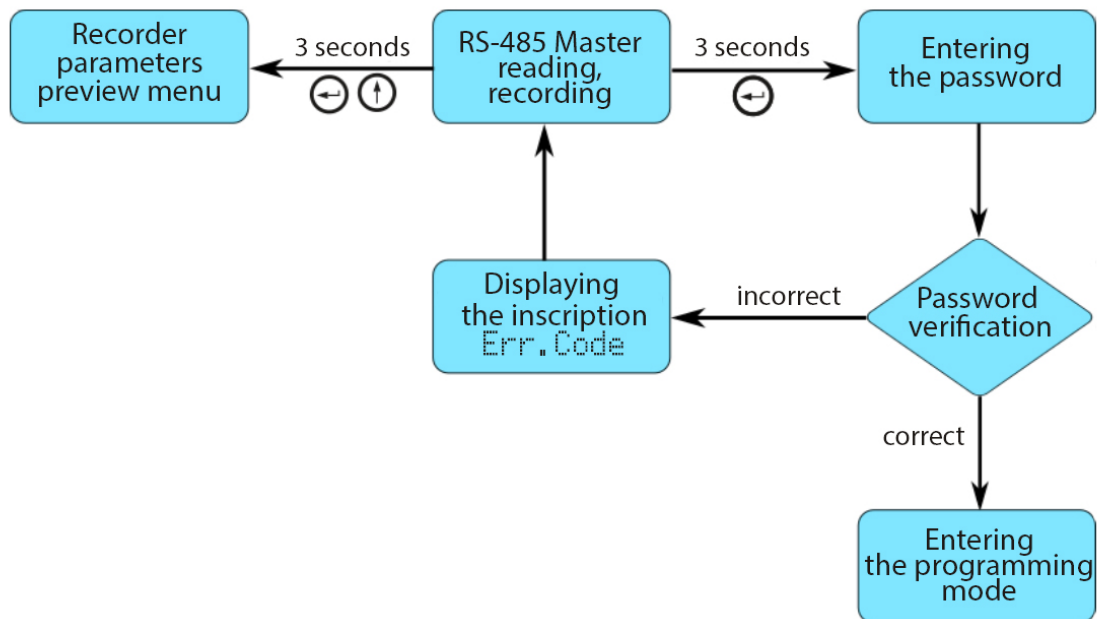 Recorder
parameters
preview menu
3 seconds
RS-485 Master
reading,
recording
3 seconds
Entering
the password
Displaying
the inscription
Err.Code
incorrect
Password
verification
correct
Entering
the programming
mode